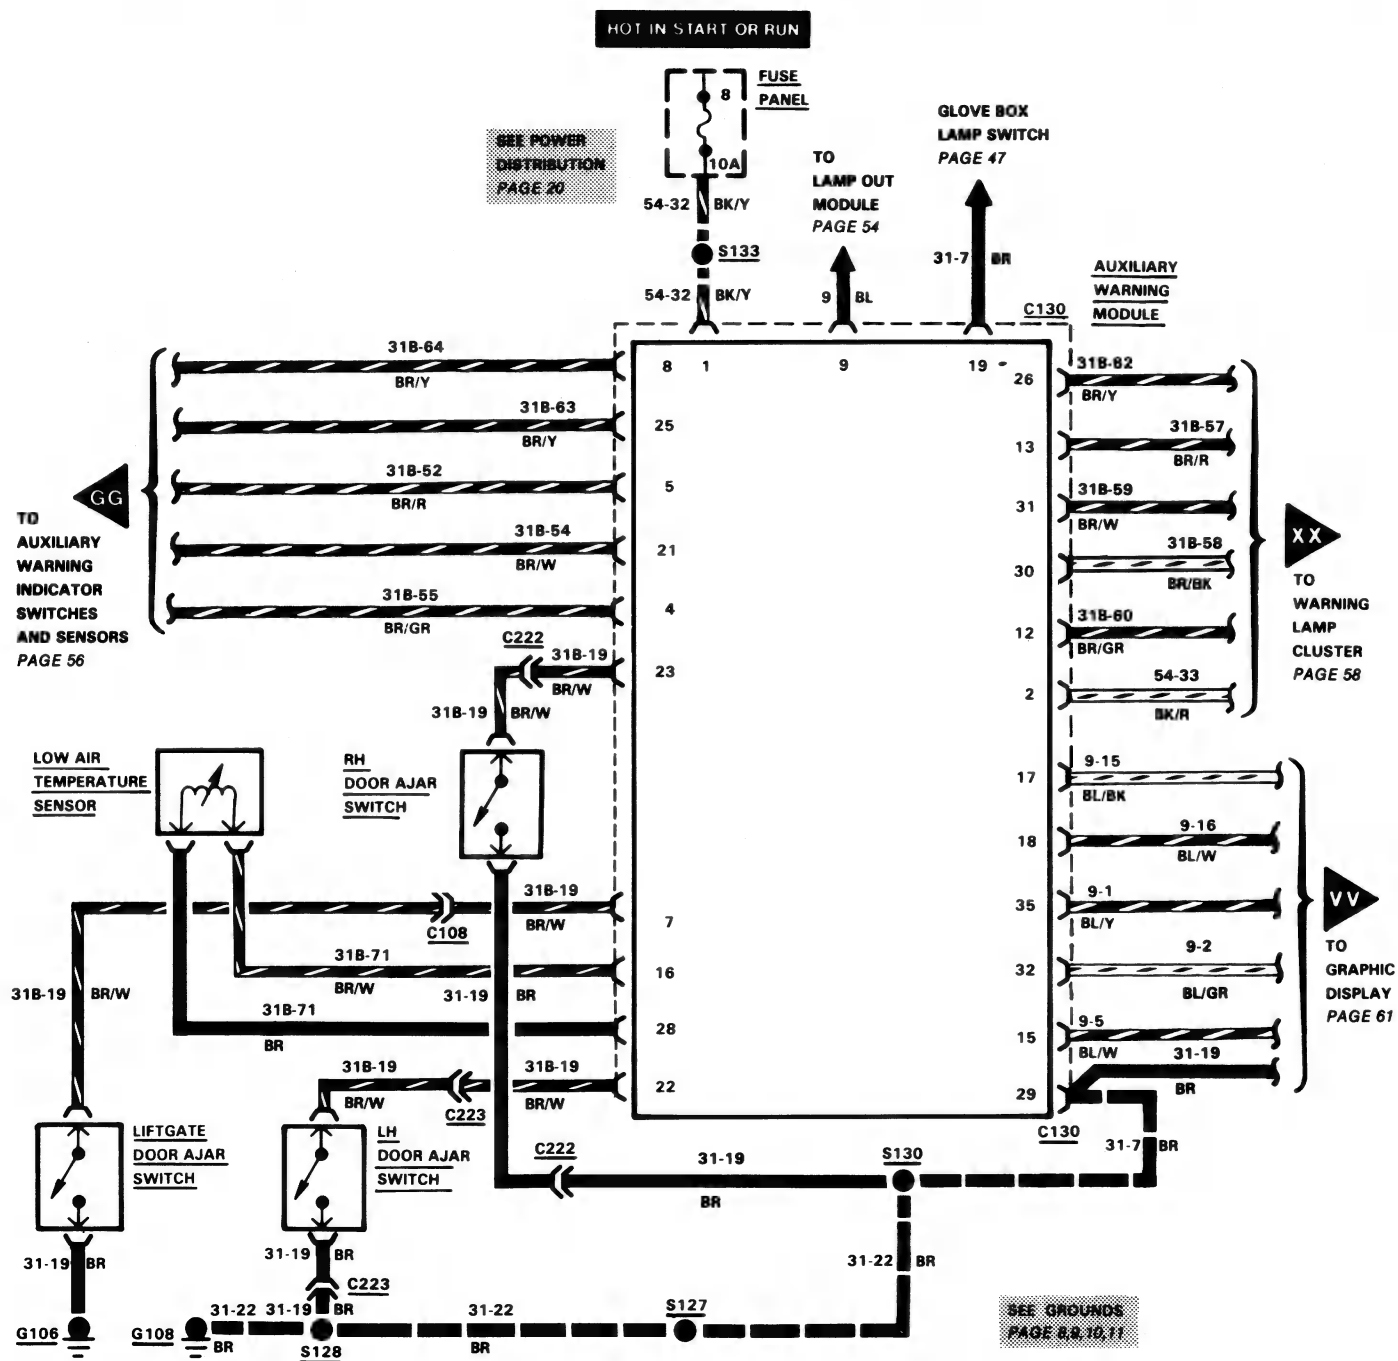 HOT IN START OR RUN
FUSE
PANEL
8
10A
SEE POWER
DISTRIBUTION
PAGE 20
54-32 BK/Y
S133
54-32 BK/Y
TO
LAMP OUT
MODULE
PAGE 54
9 BL
GLOVE BOX
LAMP SWITCH
PAGE 47
31-7 BR
AUXILIARY
WARNING
MODULE
C130
8 1 9 19
31B-64
BR/Y
31B-63
BR/Y
25
31B-52
BR/R
5
31B-54
BR/W
21
31B-55
BR/GR
4
GG
TO
AUXILIARY
WARNING
INDICATOR
SWITCHES
AND SENSORS
PAGE 56
C222
31B-19
BR/W
23
31B-19 BR/W
RH
DOOR AJAR
SWITCH
LOW AIR
TEMPERATURE
SENSOR
31B-19
BR/W
C108
7
31B-71
BR/W
16
31-19 BR
31B-19 BR/W
31B-71
BR
28
31B-19
BR/W
C223
31B-19
BR/W
22
LIFTGATE
DOOR AJAR
SWITCH
LH
DOOR AJAR
SWITCH
C222
31-19
BR
S130
31-19 BR
G106
31-19 BR
C223
31-22 31-19 BR
G108
BR
S128
31-22
BR
S127
31-22 BR
26
31B-62
BR/Y
13
31B-57
BR/R
31
31B-59
BR/W
30
31B-58
BR/BK
12
31B-60
BR/GR
2
54-33
BK/R
XX
TO
WARNING
LAMP
CLUSTER
PAGE 58
17
9-15
BL/BK
18
9-16
BL/W
35
9-1
BL/Y
32
9-2
BL/GR
15
9-5
BL/W
31-19
BR
29
C130
31-7 BR
VV
TO
GRAPHIC
DISPLAY
PAGE 61
SEE GROUNDS
PAGE 8,9,10,11